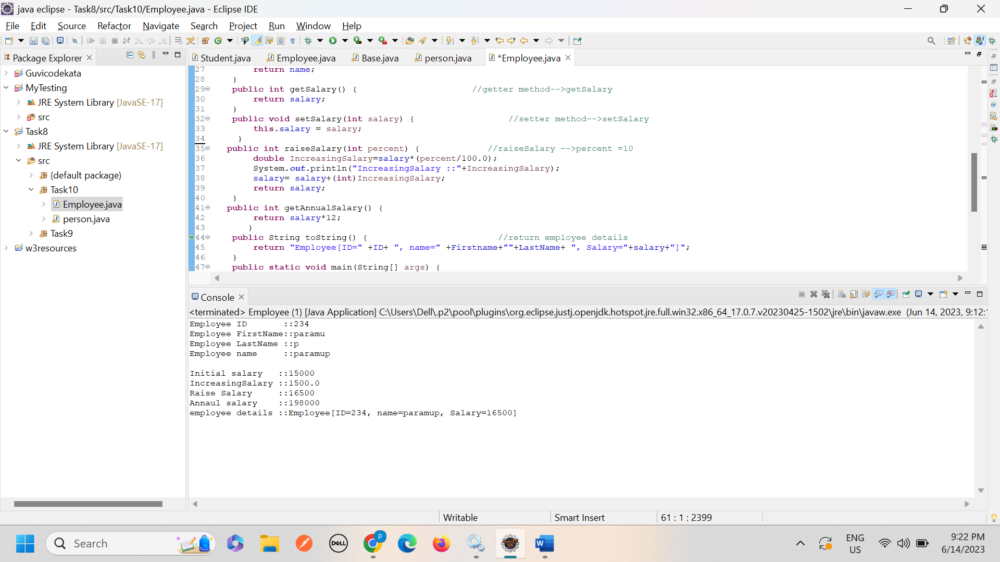 java eclipse - Task8/src/Task10/Employee.java - Eclipse IDE
File Edit Source Refactor Navigate Search Project Run Window Help
Package Explorer
Guvicodekata
MyTesting
JRE System Library [JavaSE-17]
src
Task8
JRE System Library [JavaSE-17]
src
(default package)
Task10
Employee.java
person.java
Task9
w3resources
Student.java Employee.java Base.java person.java *Employee.java
27 return name;
28 }
29 public int getSalary() { //getter method-->getSalary
30 return salary;
31 }
32 public void setSalary(int salary) { //setter method-->setSalary
33 this.salary = salary;
34 }
35 public int raiseSalary(int percent) { //raiseSalary -->percent =10
36 double IncreasingSalary=salary*(percent/100.0);
37 System.out.println("IncreasingSalary ::"+IncreasingSalary);
38 salary= salary+(int)IncreasingSalary;
39 return salary;
40 }
41 public int getAnnualSalary() {
42 return salary*12;
43 }
44 public String toString() { //return employee details
45 return "Employee[ID=" +ID+ ", name=" +Firstname+""+LastName+ ", Salary="+salary+"]";
46 }
47 public static void main(String[] args) {
Console
<terminated> Employee (1) [Java Application] C:\Users\Dell\.p2\pool\plugins\org.eclipse.justj.openjdk.hotspot.jre.full.win32.x86_64_17.0.7.v20230425-1502\jre\bin\javaw.exe (Jun 14, 2023, 9:12:
Employee ID ::234
Employee FirstName::paramu
Employee LastName ::p
Employee name ::paramup
Initial salary ::15000
IncreasingSalary ::1500.0
Raise Salary ::16500
Annaul salary ::198000
employee details ::Employee[ID=234, name=paramup, Salary=16500]
Writable Smart Insert 61 : 1 : 2399
Search
DELL
P
Java EE
IDE
W
ENG
US
9:22 PM
6/14/2023